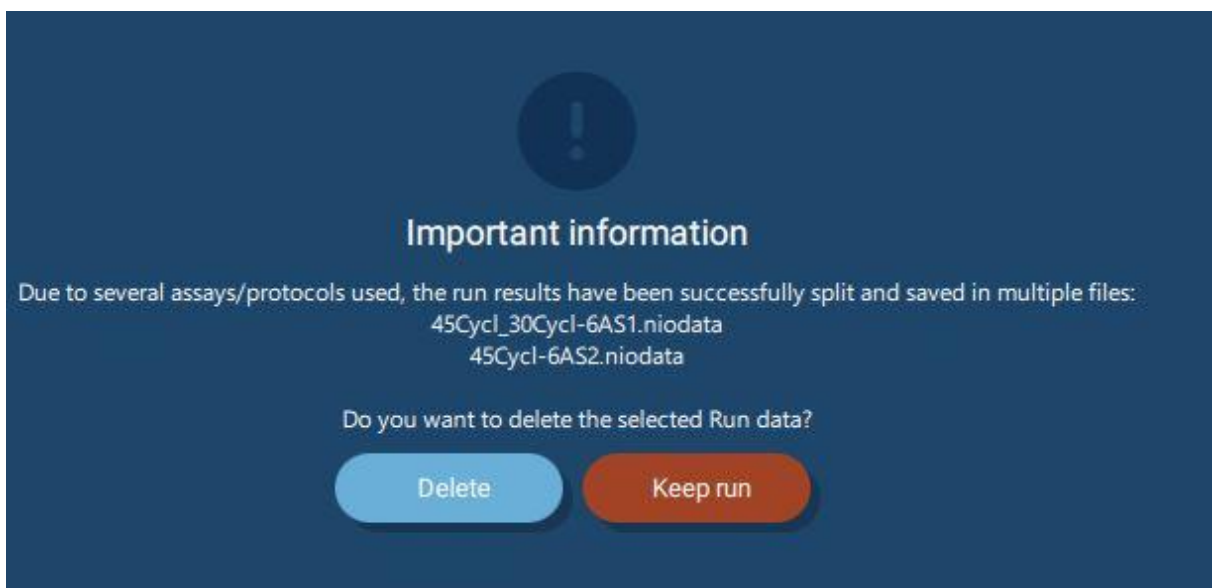 Important information
Due to several assays/protocols used, the run results have been successfully split and saved in multiple files:
45Cycl_30Cycl-6AS1.niodata
45Cycl-6AS2.niodata
Do you want to delete the selected Run data?
Delete
Keep run